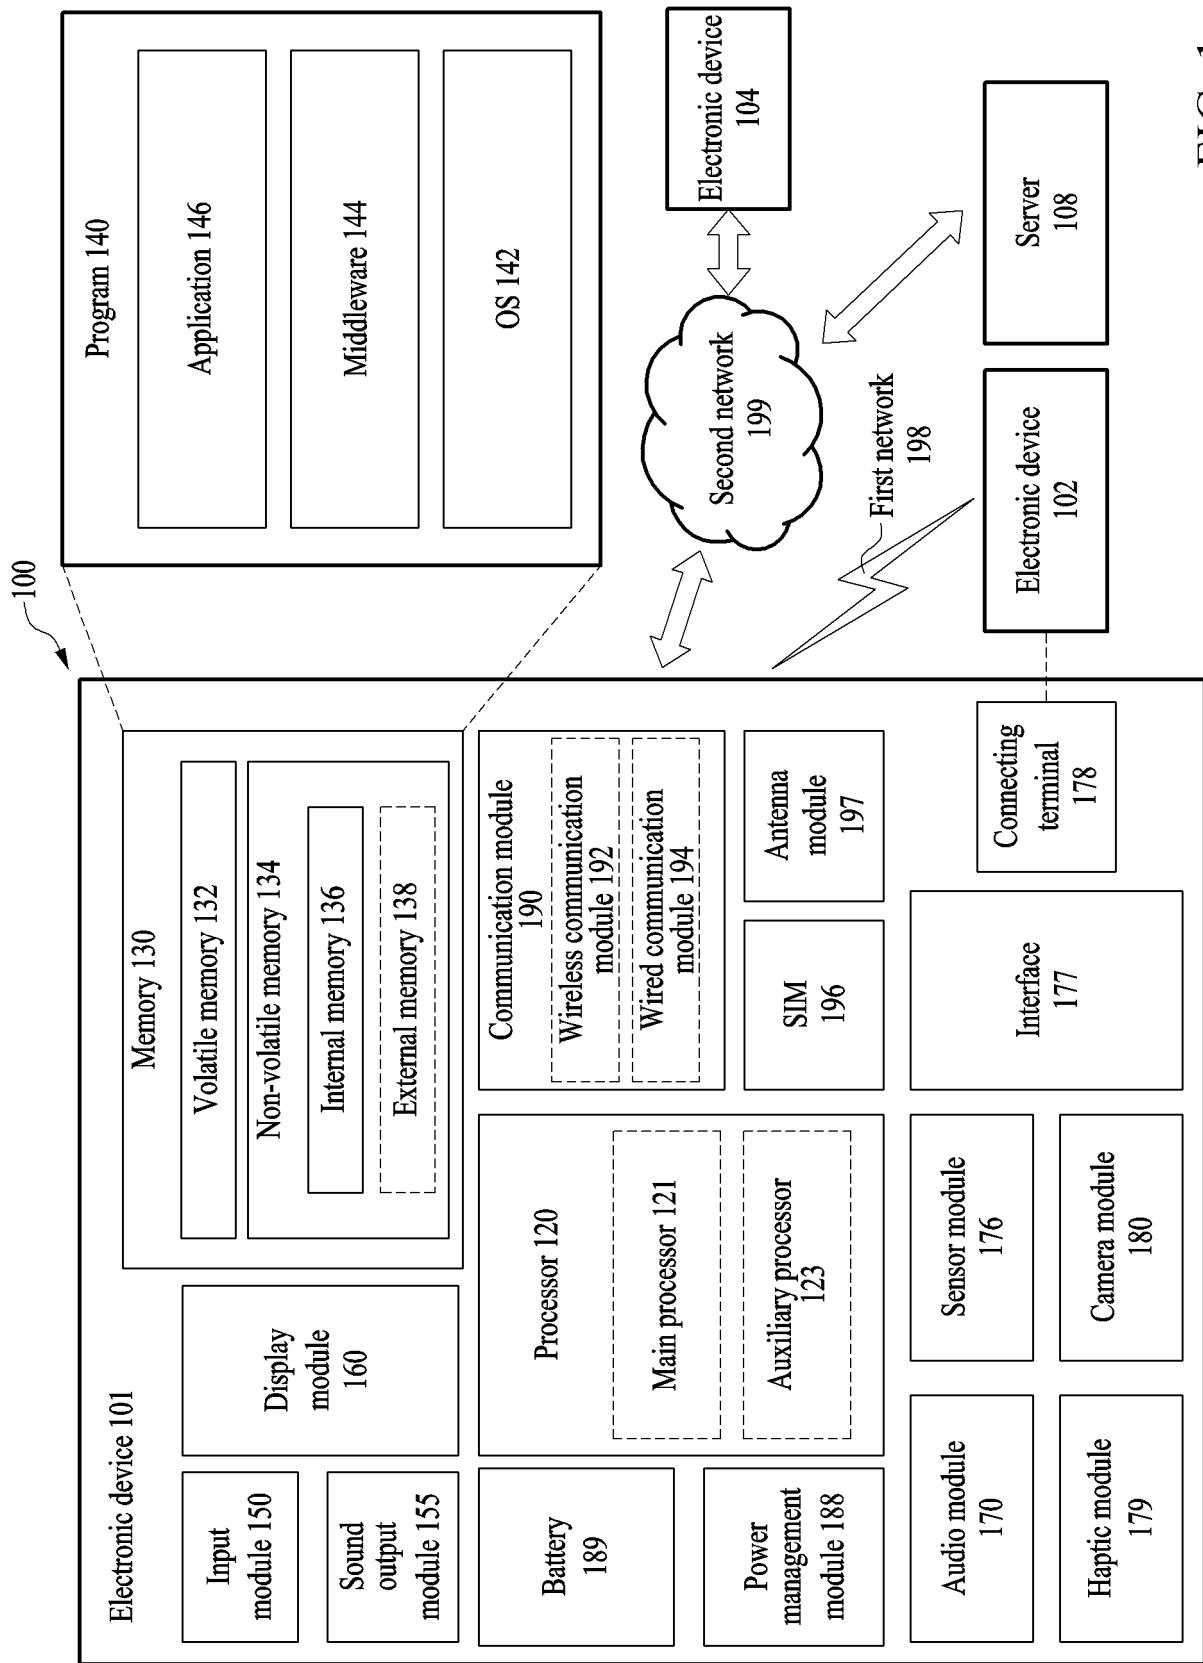 100
Electronic device 101
Input
module 150
Sound
output
module 155
Display
module
160
Memory 130
Volatile memory 132
Non-volatile memory 134
Internal memory 136
External memory 138
Program 140
Application 146
Middleware 144
OS 142
Battery
189
Power
management
module 188
Processor 120
Main processor 121
Auxiliary processor
123
Communication module
190
Wireless communication
module 192
Wired communication
module 194
SIM
196
Antenna
module
197
Audio module
170
Haptic module
179
Sensor module
176
Camera module
180
Interface
177
Connecting
terminal
178
Second network
199
First network
198
Electronic device
104
Electronic device
102
Server
108